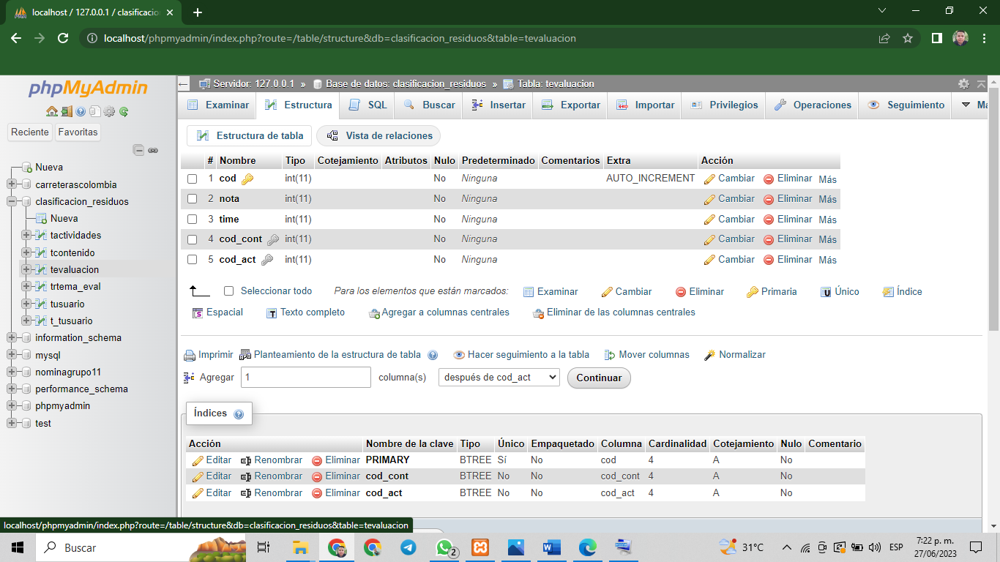 localhost / 127.0.0.1 / clasificacio
localhost/phpmyadmin/index.php?route=/table/structure&db=clasificacion_residuos&table=tevaluacion
phpMyAdmin
Reciente Favoritas
Nueva
carreterascolombia
clasificacion_residuos
Nueva
tactividades
tcontenido
tevaluacion
trtema_eval
tusuario
t_tusuario
information_schema
mysql
nominagrupo11
performance_schema
phpmyadmin
test
Servidor: 127.0.0.1 » Base de datos: clasificacion_residuos » Tabla: tevaluacion
Examinar Estructura SQL Buscar Insertar Exportar Importar Privilegios Operaciones Seguimiento Má
Estructura de tabla Vista de relaciones
# Nombre Tipo Cotejamiento Atributos Nulo Predeterminado Comentarios Extra Acción
1 cod int(11) No Ninguna AUTO_INCREMENT Cambiar Eliminar Más
2 nota int(11) No Ninguna Cambiar Eliminar Más
3 time int(11) No Ninguna Cambiar Eliminar Más
4 cod_cont int(11) No Ninguna Cambiar Eliminar Más
5 cod_act int(11) No Ninguna Cambiar Eliminar Más
Seleccionar todo Para los elementos que están marcados: Examinar Cambiar Eliminar Primaria Único Índice
Espacial Texto completo Agregar a columnas centrales Eliminar de las columnas centrales
Imprimir Planteamiento de la estructura de tabla Hacer seguimiento a la tabla Mover columnas Normalizar
Agregar 1 columna(s) después de cod_act Continuar
Índices
Acción Nombre de la clave Tipo Único Empaquetado Columna Cardinalidad Cotejamiento Nulo Comentario
Editar Renombrar Eliminar PRIMARY BTREE Sí No cod 4 A No
Editar Renombrar Eliminar cod_cont BTREE No No cod_cont 4 A No
Editar Renombrar Eliminar cod_act BTREE No No cod_act 4 A No
localhost/phpmyadmin/index.php?route=/table/structure&db=clasificacion_residuos&table=tevaluacion
Buscar 2 31°C ESP 7:22 p. m.
27/06/2023